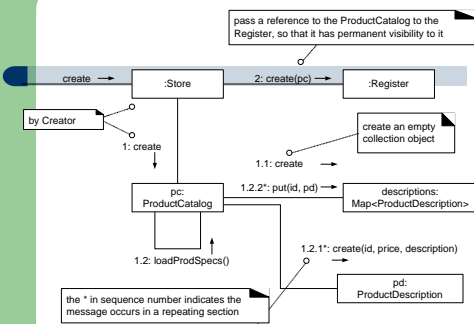 pass a reference to the ProductCatalog to the
Register, so that it has permanent visibility to it
create
:Store
2: create(pc)
:Register
by Creator
1: create
create an empty
collection object
1.1: create
pc:
ProductCatalog
1.2.2*: put(id, pd)
descriptions:
Map<ProductDescription>
1.2: loadProdSpecs()
1.2.1*: create(id, price, description)
pd:
ProductDescription
the * in sequence number indicates the
message occurs in a repeating section